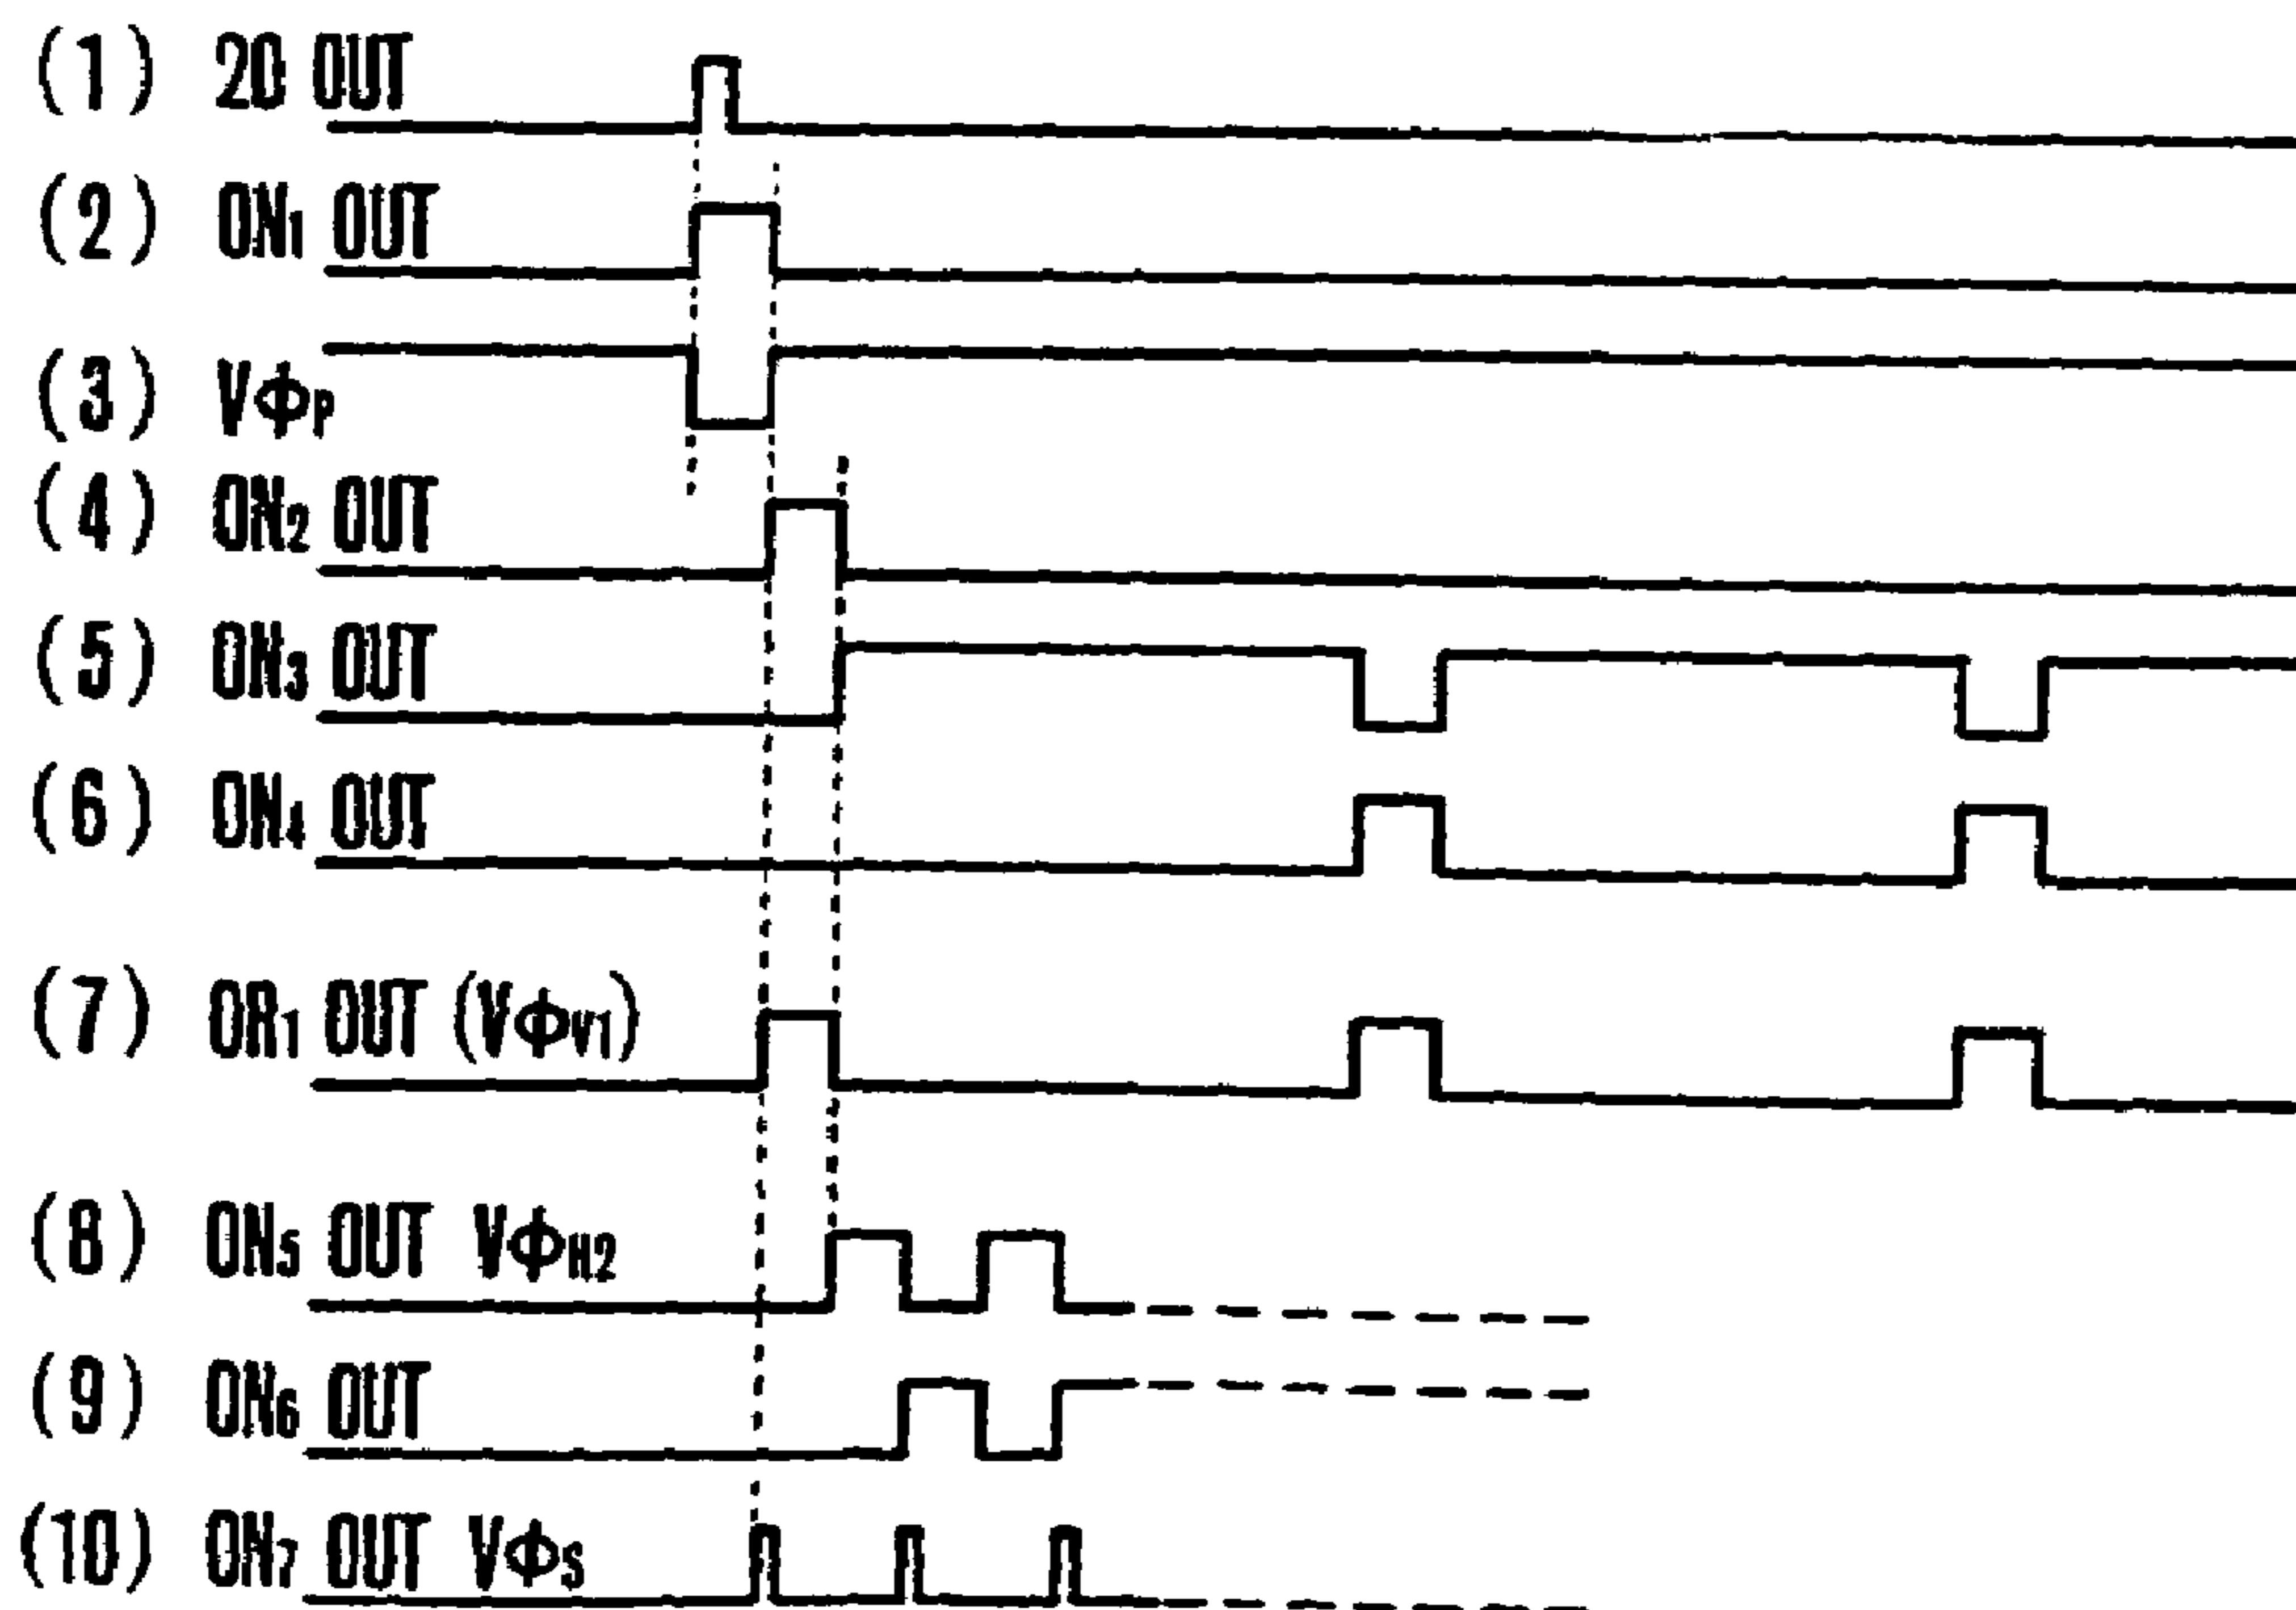 (1) 20 OUT
(2) ON1 OUT
(3) VΦP
(4) ON2 OUT
(5) ON3 OUT
(6) ON4 OUT
(7) OR1 OUT (VΦV1)
(8) ON5 OUT VΦH2
(9) ON6 OUT
(10) ON7 OUT VΦS